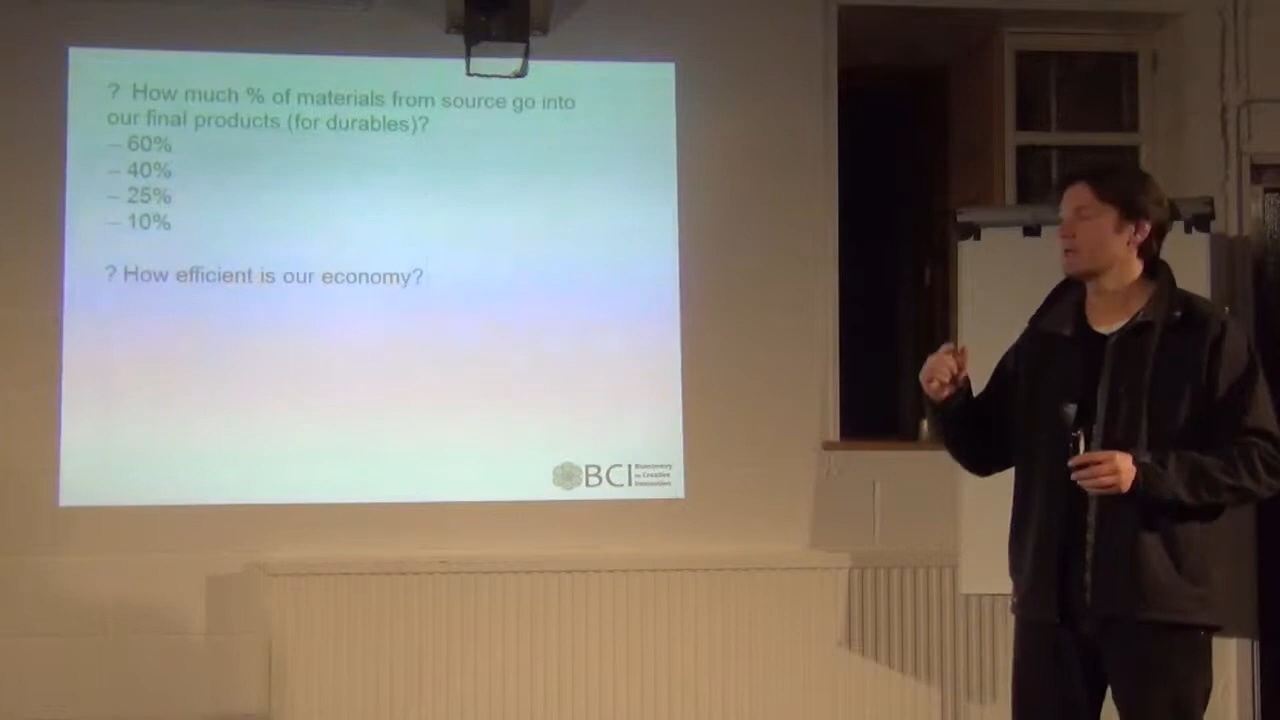 ? How much % of materials from source go into
our final products (for durables)?
– 60%
– 40%
– 25%
– 10%
? How efficient is our economy?
BCI
Innovation